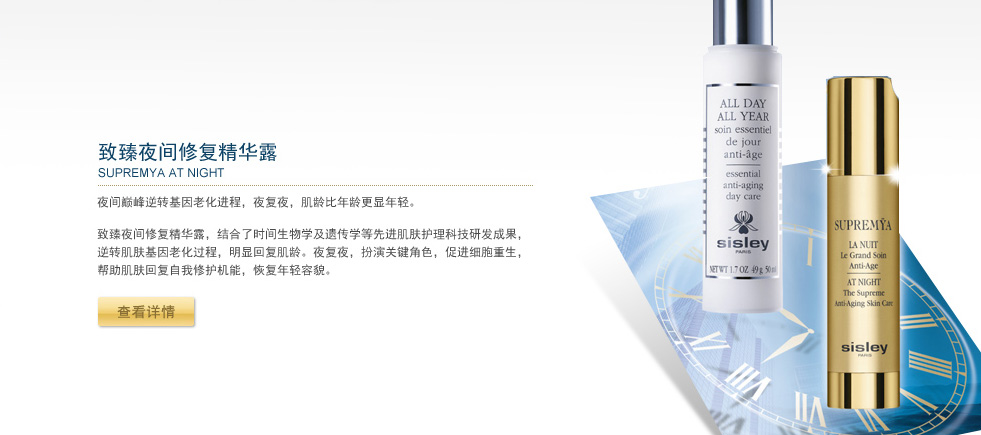 致臻夜间修复精华露
SUPREMYA AT NIGHT
夜间巅峰逆转基因老化进程，夜复夜，肌龄比年龄更显年轻。
致臻夜间修复精华露，结合了时间生物学及遗传学等先进肌肤护理科技研发成果，
逆转肌肤基因老化过程，明显回复肌龄。夜复夜，扮演关键角色，促进细胞重生，
帮助肌肤回复自我修护机能，恢复年轻容貌。
查看详情
ALL DAY
ALL YEAR
soin essentiel
de jour
anti-âge
essential
anti-aging
day care
sisley
PARIS
NET WT 1.7 OZ 49 g. 50 ml
SUPREMŸA
LA NUIT
Le Grand Soin
Anti-Age
AT NIGHT
The Supreme
Anti-Aging Skin Care
sisley
PARIS